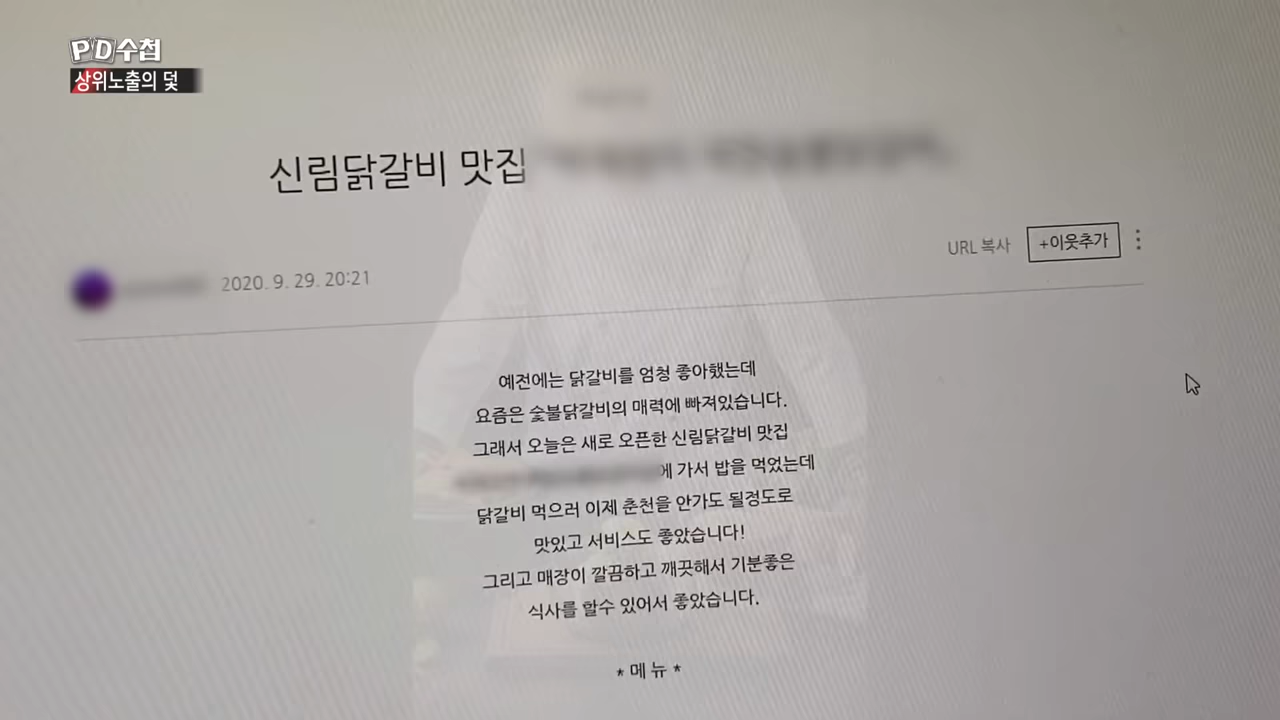 PD수첩
상위노출의 덫
신림닭갈비 맛집
2020. 9. 29. 20:21
URL 복사
+이웃추가
예전에는 닭갈비를 엄청 좋아했는데
요즘은 숯불닭갈비의 매력에 빠져있습니다.
그래서 오늘은 새로 오픈한 신림닭갈비 맛집
에 가서 밥을 먹었는데
닭갈비 먹으러 이제 춘천을 안가도 될정도로
맛있고 서비스도 좋았습니다!
그리고 매장이 깔끔하고 깨끗해서 기분좋은
식사를 할수 있어서 좋았습니다.
* 메뉴 *